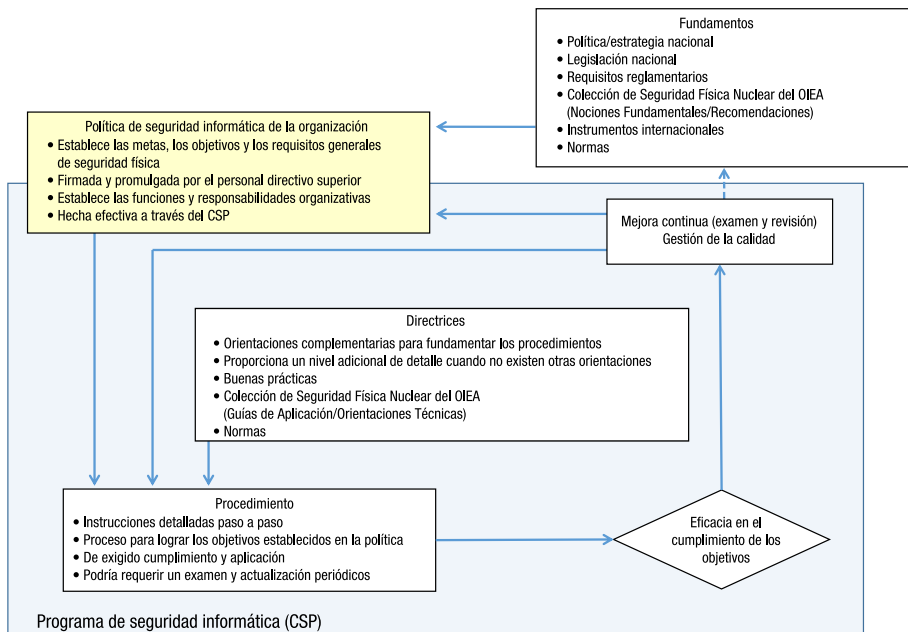 Fundamentos
• Política/estrategia nacional
• Legislación nacional
• Requisitos reglamentarios
• Colección de Seguridad Física Nuclear del OIEA
(Nociones Fundamentales/Recomendaciones)
• Instrumentos internacionales
• Normas
Política de seguridad informática de la organización
• Establece las metas, los objetivos y los requisitos generales
de seguridad física
• Firmada y promulgada por el personal directivo superior
• Establece las funciones y responsabilidades organizativas
• Hecha efectiva a través del CSP
Mejora continua (examen y revisión)
Gestión de la calidad
Directrices
• Orientaciones complementarias para fundamentar los procedimientos
• Proporciona un nivel adicional de detalle cuando no existen otras orientaciones
• Buenas prácticas
• Colección de Seguridad Física Nuclear del OIEA
(Guías de Aplicación/Orientaciones Técnicas)
• Normas
Procedimiento
• Instrucciones detalladas paso a paso
• Proceso para lograr los objetivos establecidos en la política
• De exigido cumplimiento y aplicación
• Podría requerir un examen y actualización periódicos
Eficacia en el
cumplimiento de los
objetivos
Programa de seguridad informática (CSP)